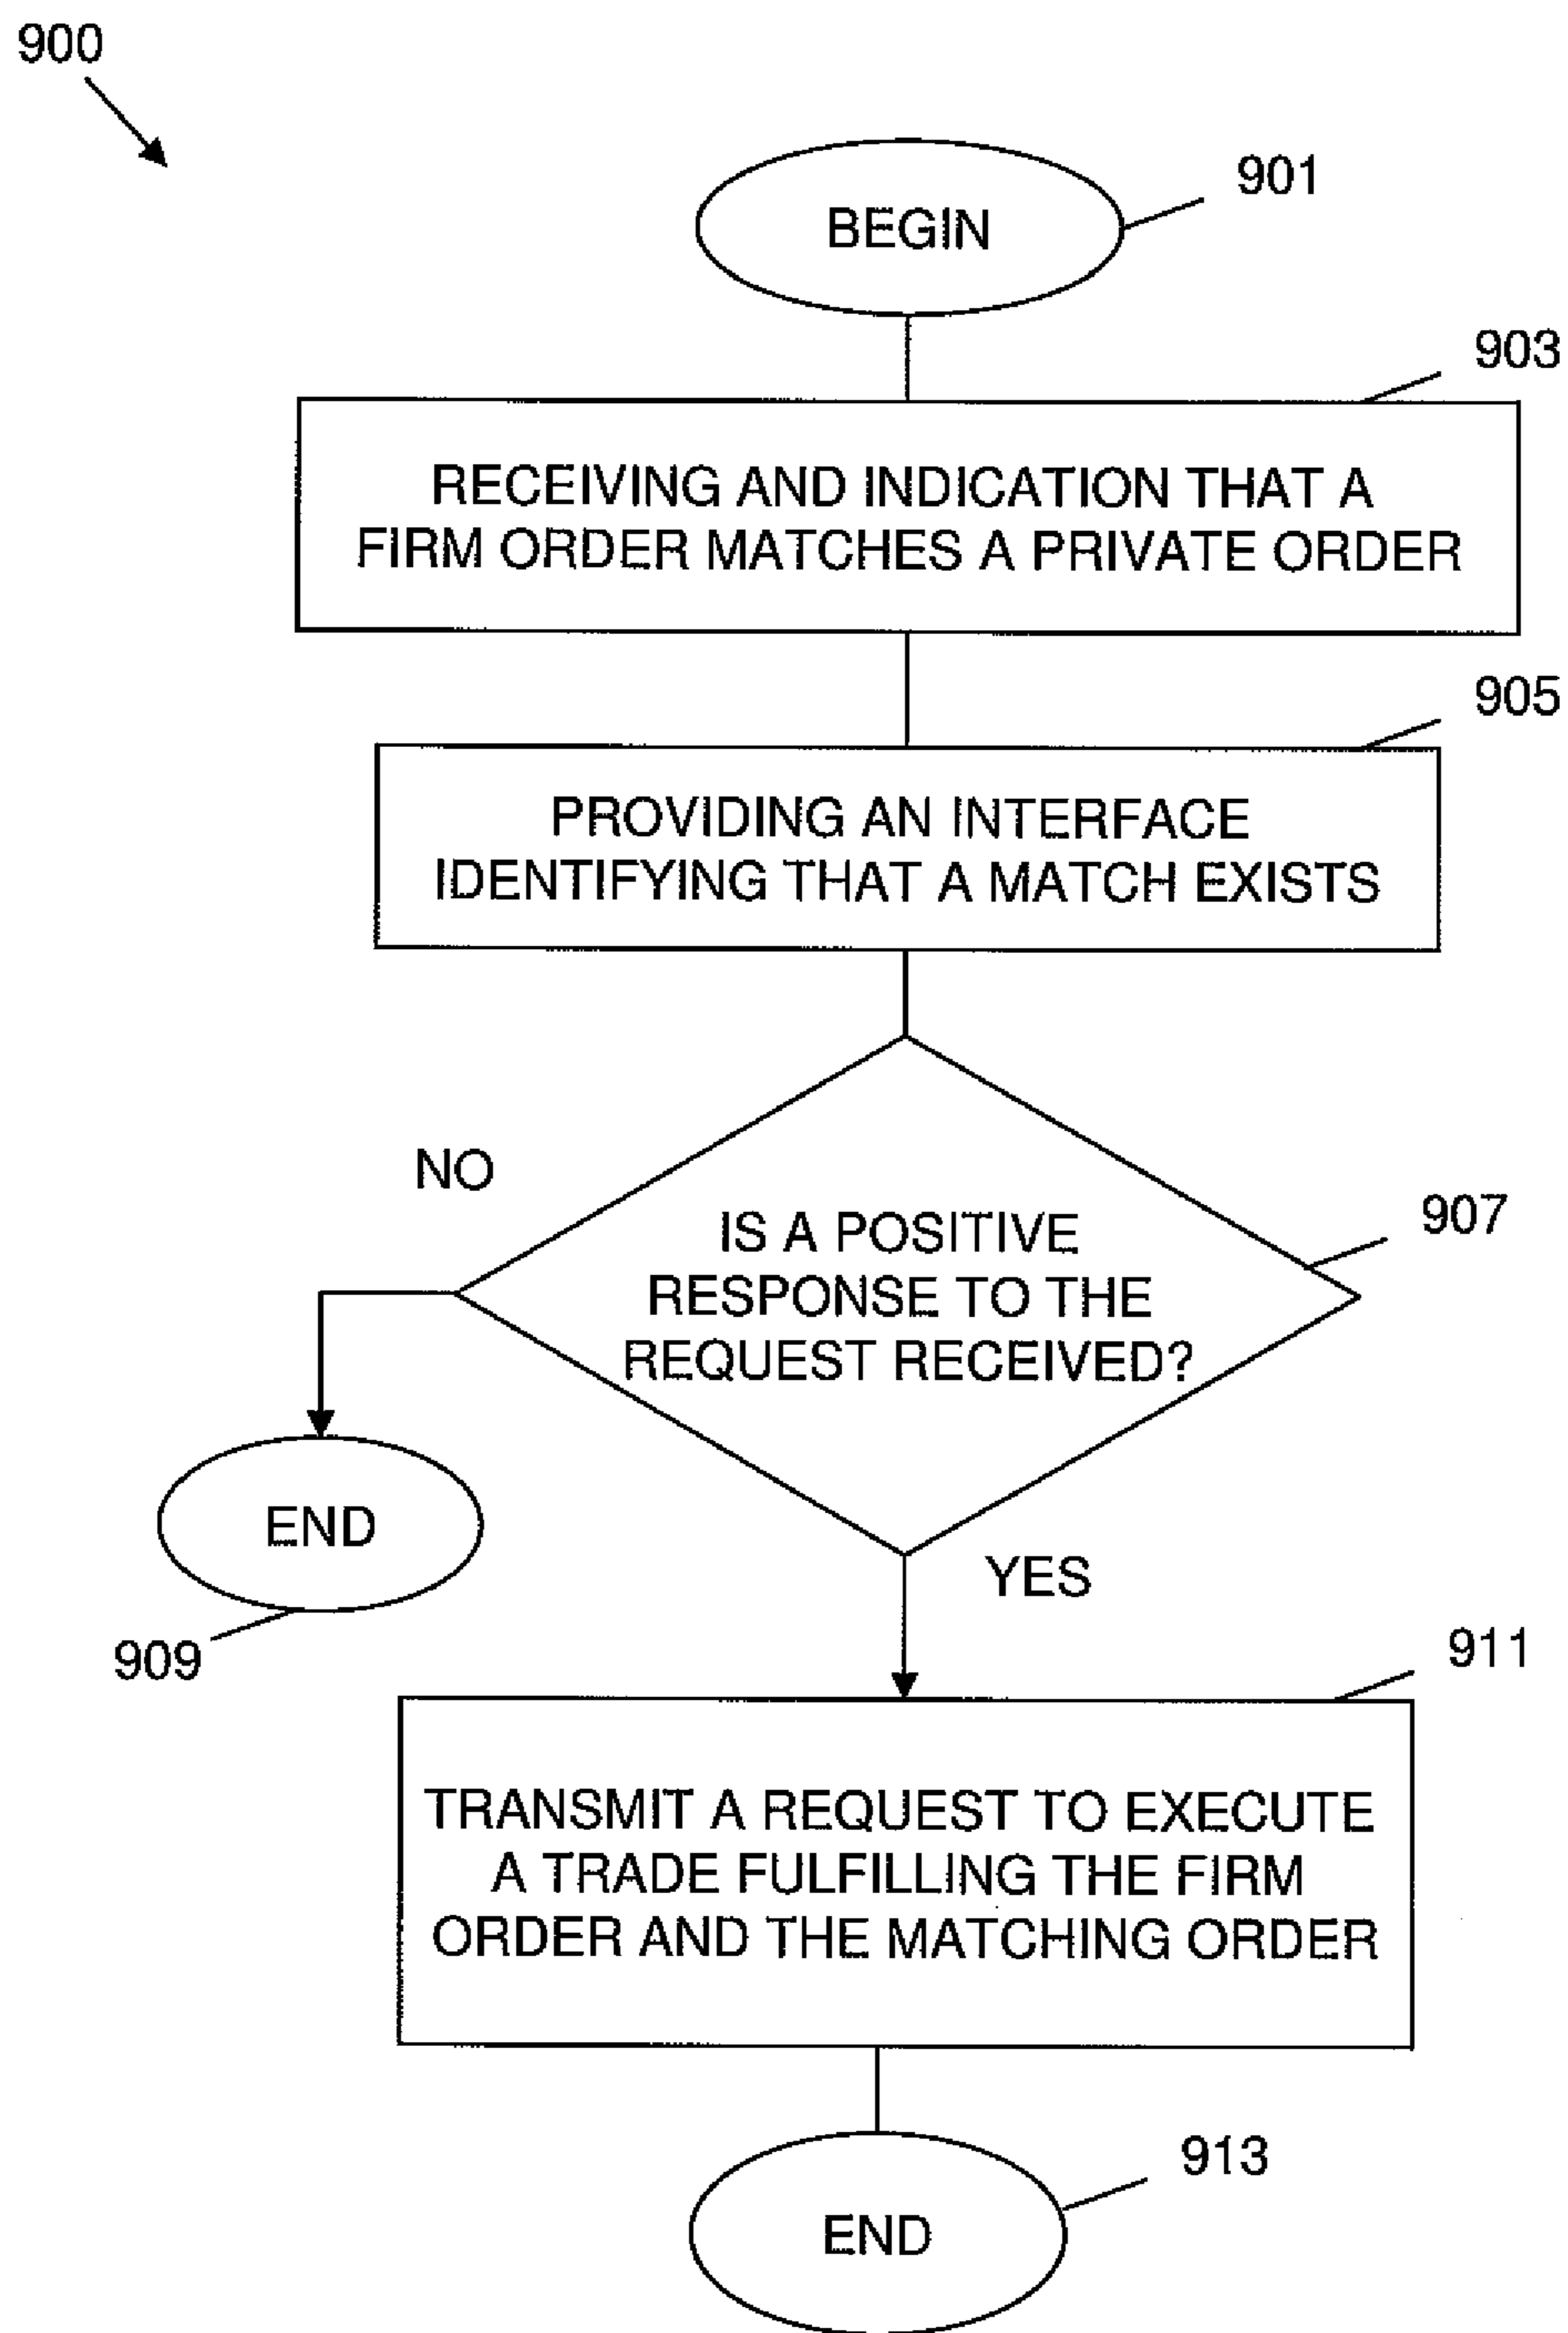 900
901
BEGIN
903
RECEIVING AND INDICATION THAT A
FIRM ORDER MATCHES A PRIVATE ORDER
905
PROVIDING AN INTERFACE
IDENTIFYING THAT A MATCH EXISTS
NO
907
IS A POSITIVE
RESPONSE TO THE
REQUEST RECEIVED?
END
909
YES
911
TRANSMIT A REQUEST TO EXECUTE
A TRADE FULFILLING THE FIRM
ORDER AND THE MATCHING ORDER
913
END